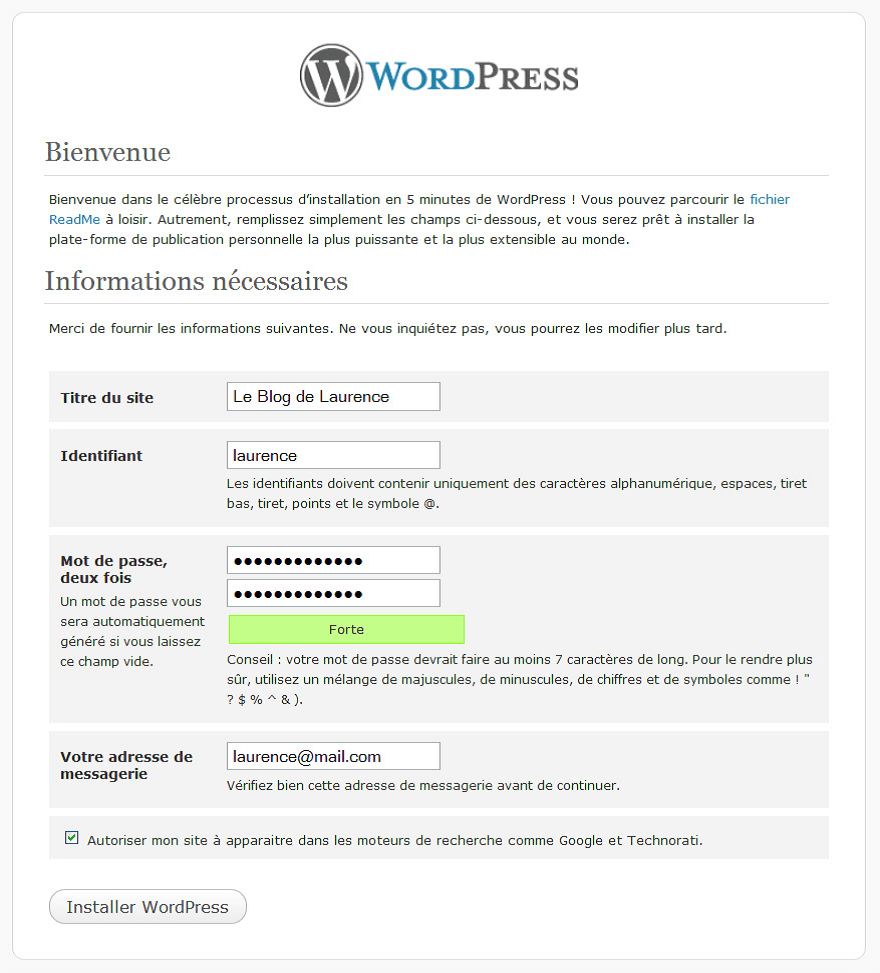 WORDPRESS
Bienvenue
Bienvenue dans le célèbre processus d’installation en 5 minutes de WordPress ! Vous pouvez parcourir le fichier
ReadMe à loisir. Autrement, remplissez simplement les champs ci-dessous, et vous serez prêt à installer la
plate-forme de publication personnelle la plus puissante et la plus extensible au monde.
Informations nécessaires
Merci de fournir les informations suivantes. Ne vous inquiétez pas, vous pourrez les modifier plus tard.
Titre du site
Le Blog de Laurence
Identifiant
laurence
Les identifiants doivent contenir uniquement des caractères alphanumérique, espaces, tiret
bas, tiret, points et le symbole @.
Mot de passe,
deux fois
Un mot de passe vous
sera automatiquement
généré si vous laissez
ce champ vide.
●●●●●●●●●●●●●
●●●●●●●●●●●●●
Forte
Conseil : votre mot de passe devrait faire au moins 7 caractères de long. Pour le rendre plus
sûr, utilisez un mélange de majuscules, de minuscules, de chiffres et de symboles comme ! "
? $ % ^ & ).
Votre adresse de
messagerie
laurence@mail.com
Vérifiez bien cette adresse de messagerie avant de continuer.
Autoriser mon site à apparaitre dans les moteurs de recherche comme Google et Technorati.
Installer WordPress